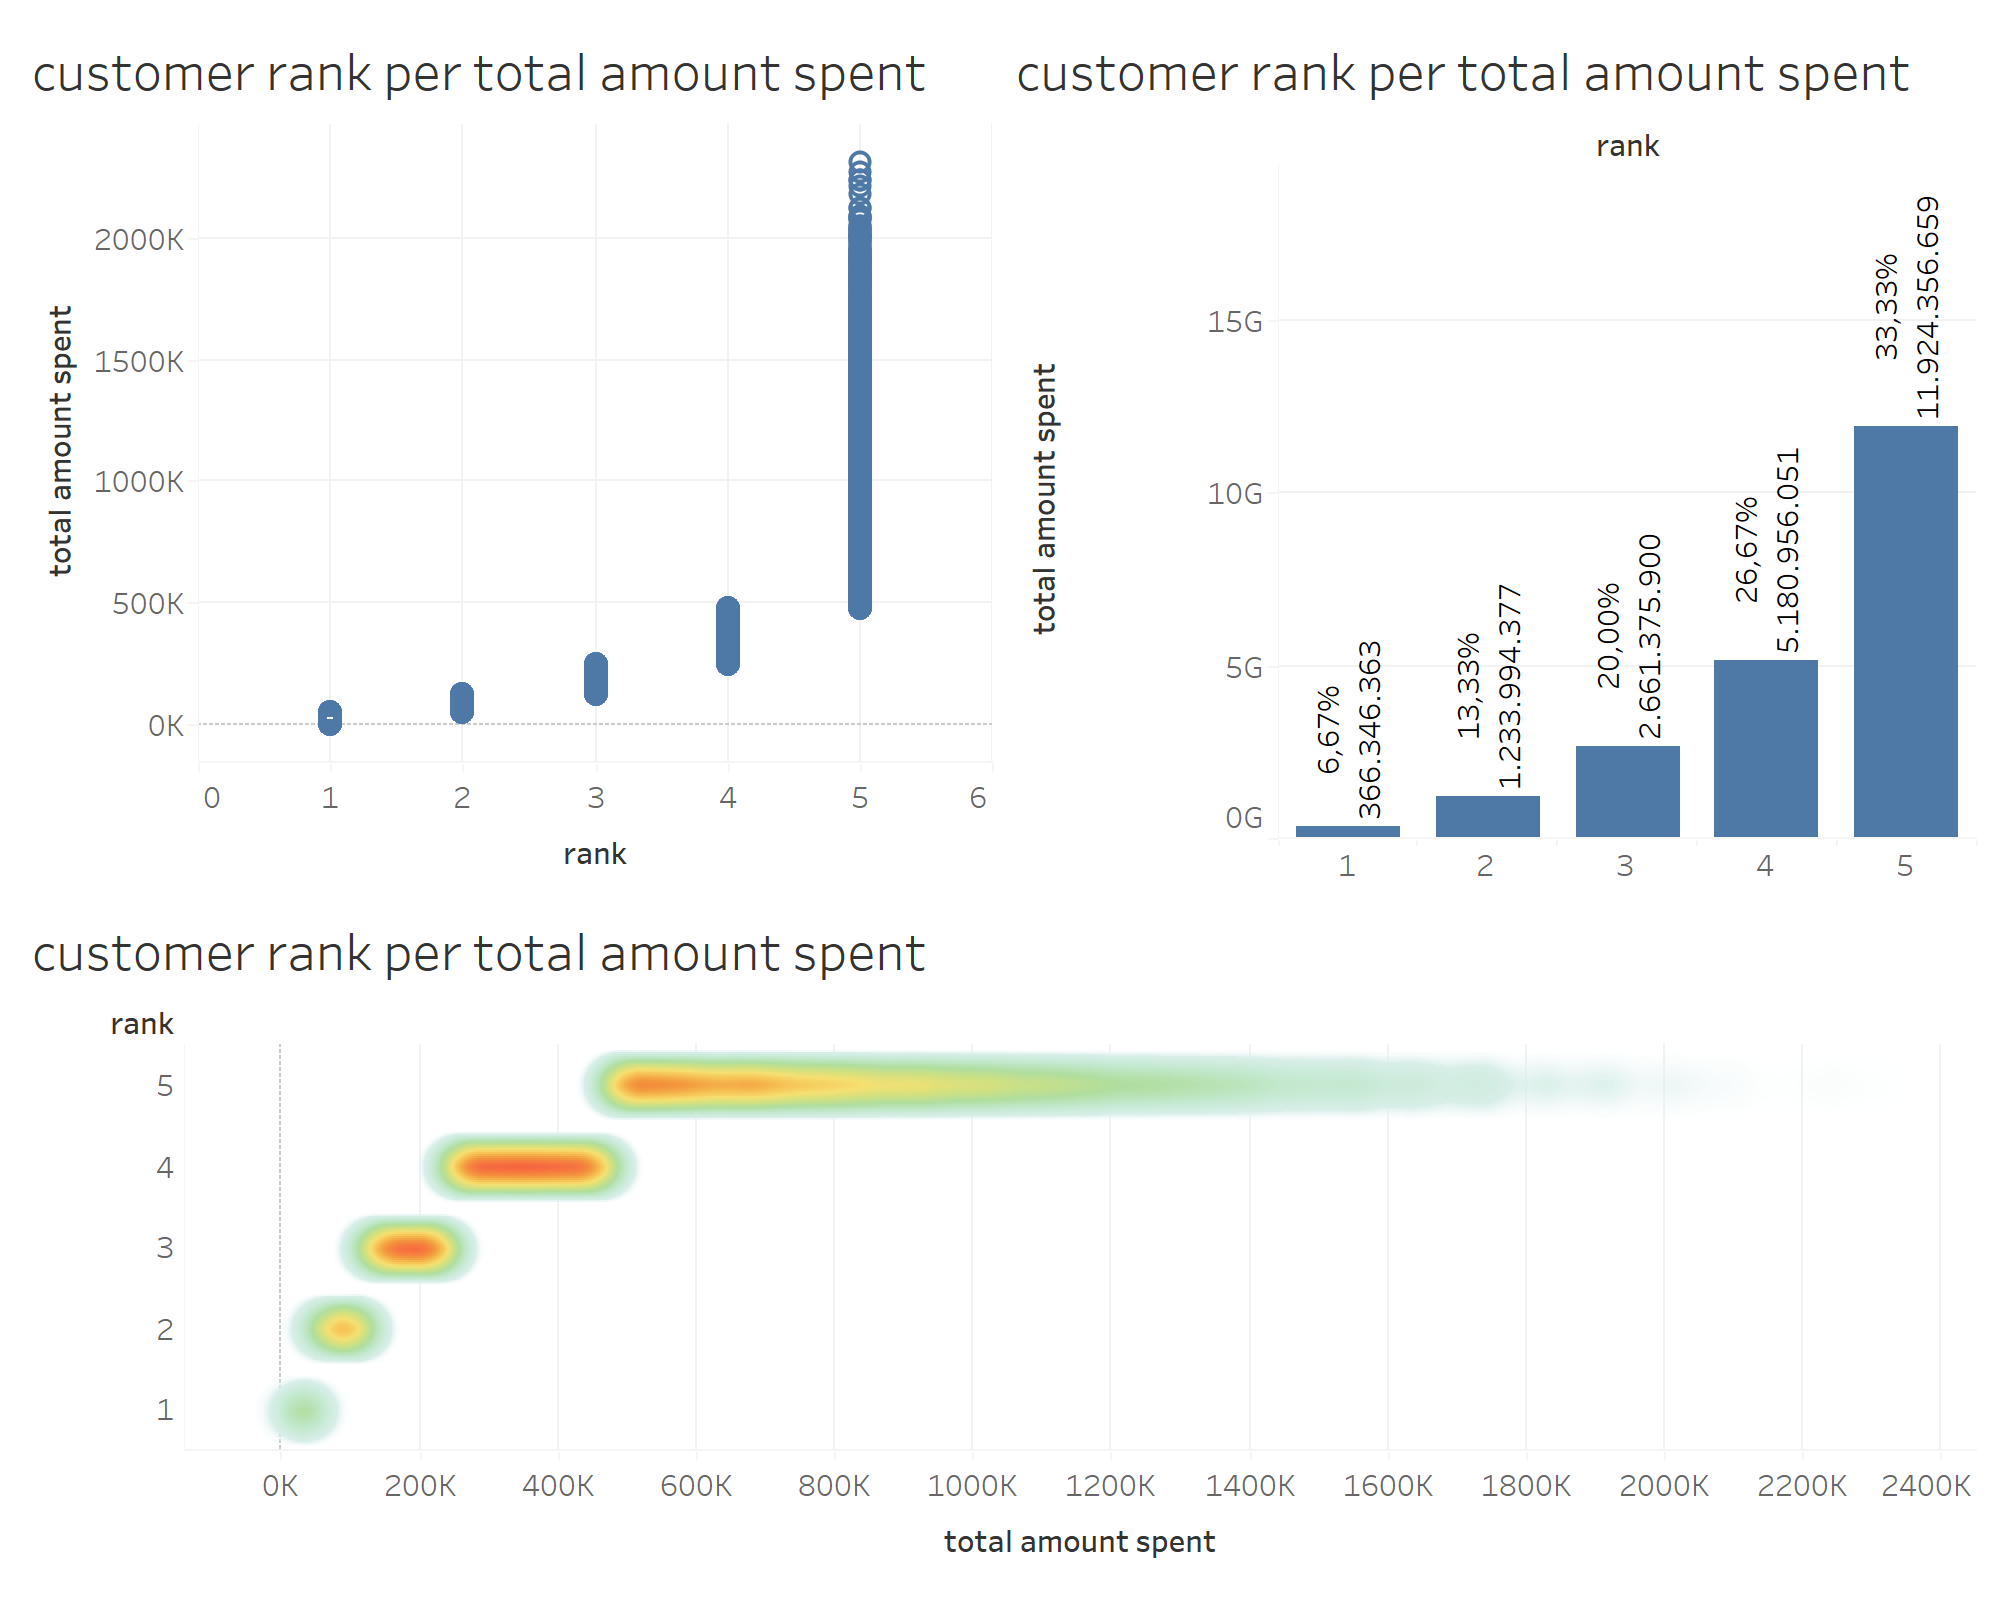 customer rank per total amount spent
total amount spent
2000K
1500K
1000K
500K
0K
0 1 2 3 4 5 6
rank
customer rank per total amount spent
rank
total amount spent
15G
10G
5G
0G
6,67%
366.346.363
13,33%
1.233.994.377
20,00%
2.661.375.900
26,67%
5.180.956.051
33,33%
11.924.356.659
1 2 3 4 5
customer rank per total amount spent
rank
5
4
3
2
1
0K 200K 400K 600K 800K 1000K 1200K 1400K 1600K 1800K 2000K 2200K 2400K
total amount spent